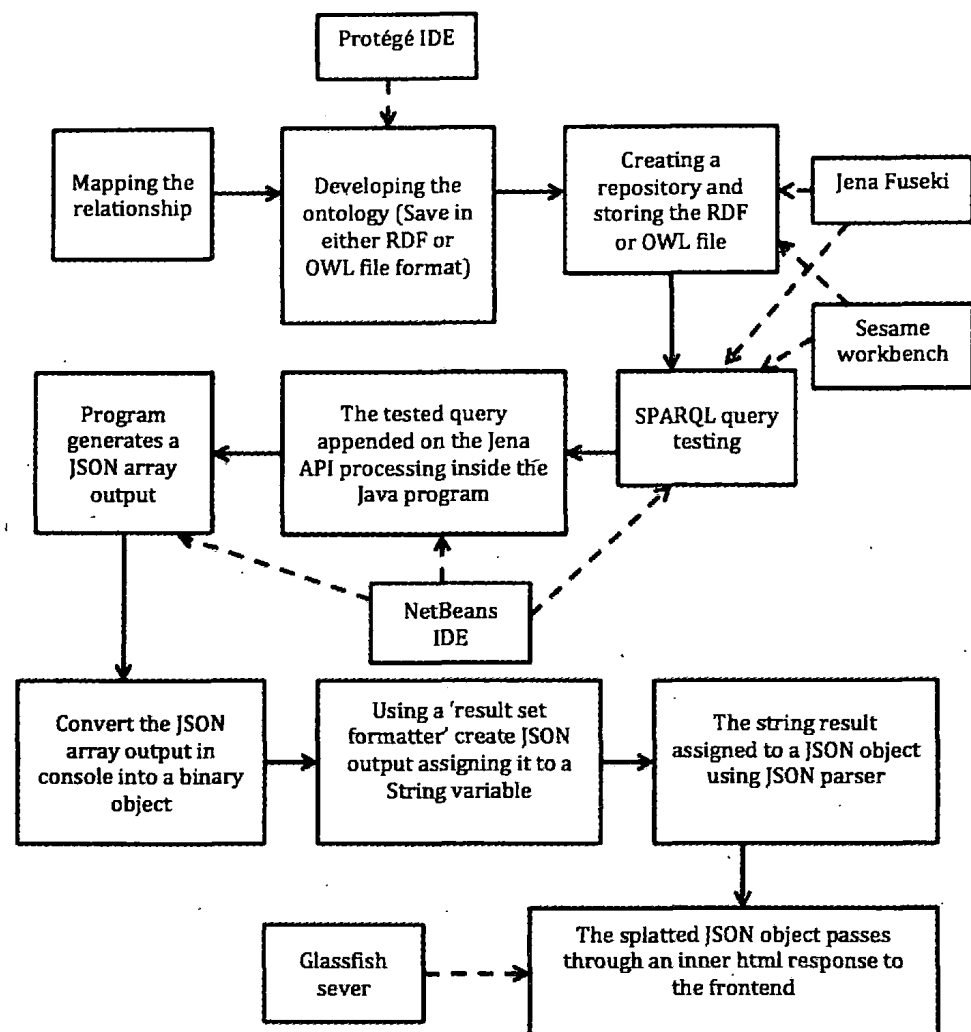 Protégé IDE
Mapping the
relationship
Developing the
ontology (Save in
either RDF or
OWL file format)
Creating a
repository and
storing the RDF
or OWL file
Jena Fuseki
Sesame
workbench
Program
generates a
JSON array
output
The tested query
appended on the Jena
API processing inside the
Java program
SPARQL query
testing
NetBeans
IDE
Convert the JSON
array output in
console into a binary
object
Using a 'result set
formatter' create JSON
output assigning it to a
String variable
The string result
assigned to a JSON object
using JSON parser
Glassfish
sever
The splatted JSON object passes
through an inner html response to
the frontend